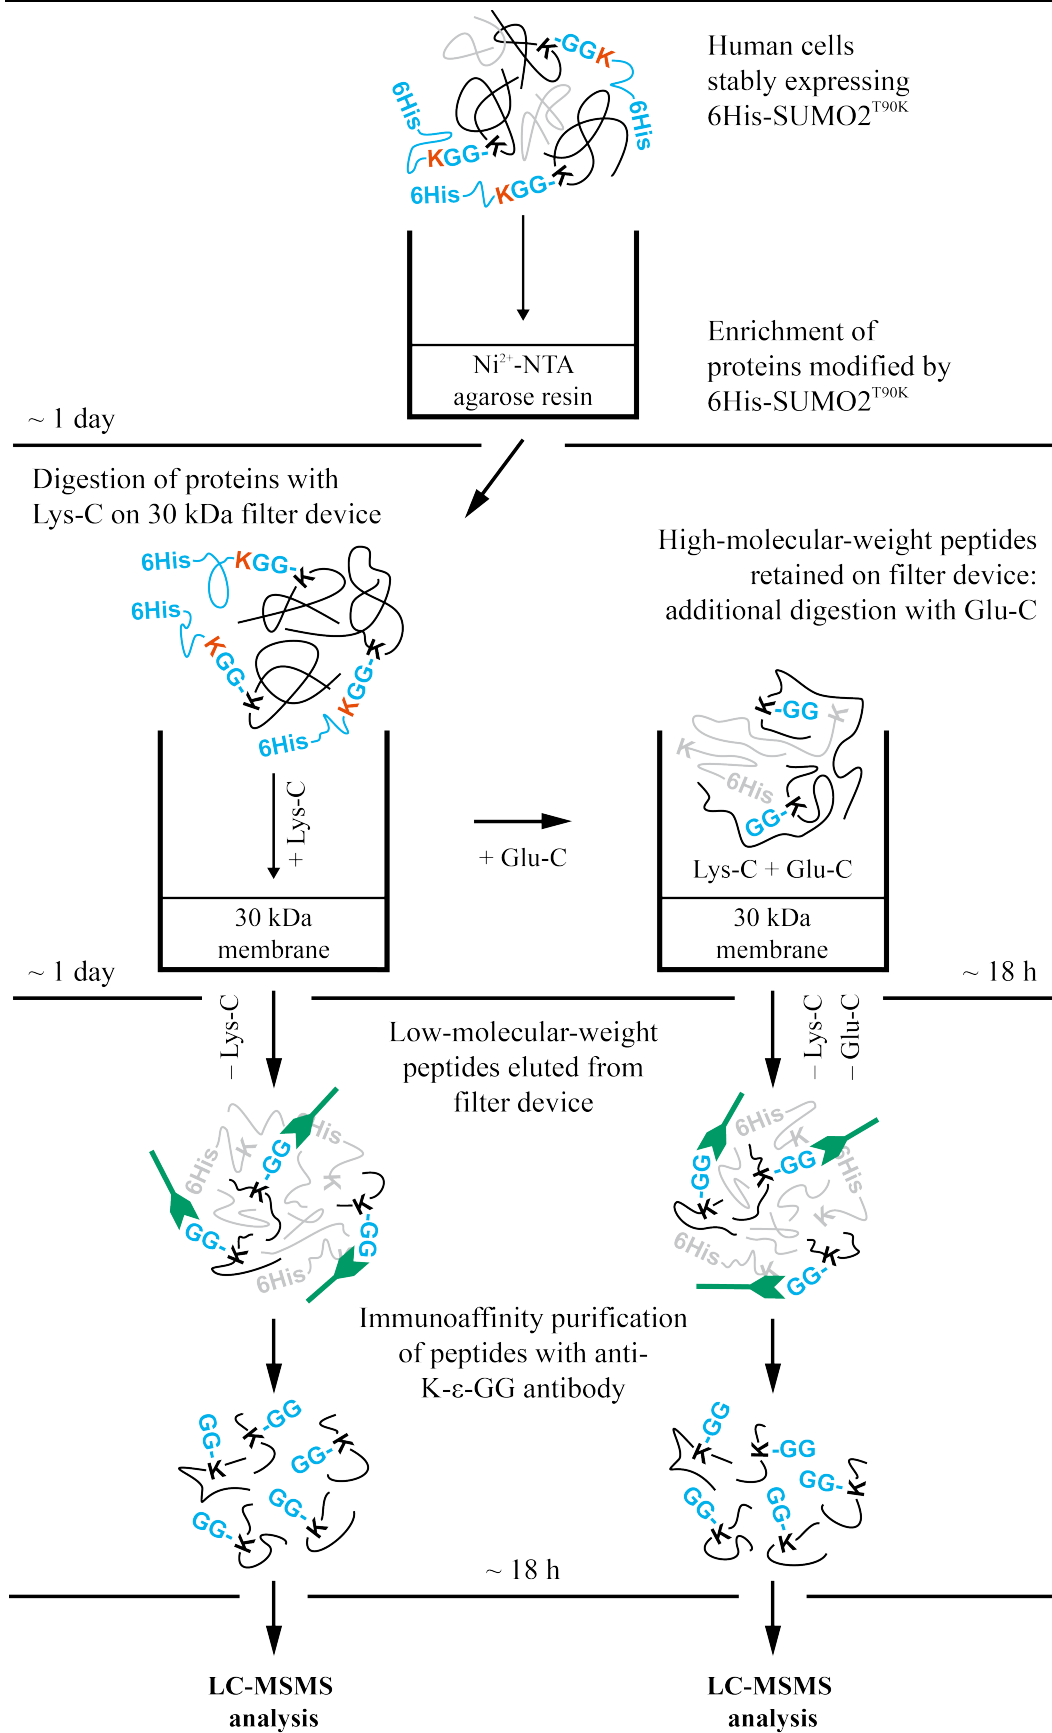 K-GGK
6His
6His
KGG-K
6His
KGG-K
Human cells
stably expressing
6His-SUMO2T90K
Ni2+-NTA
agarose resin
Enrichment of
proteins modified by
6His-SUMO2T90K
~ 1 day
Digestion of proteins with
Lys-C on 30 kDa filter device
6His
KGG-K
6His
KGG-K
KGG-K
6His
+ Lys-C
30 kDa
membrane
~ 1 day
+ Glu-C
High-molecular-weight peptides
retained on filter device:
additional digestion with Glu-C
K-GG
K
K
6His
GG-K
Lys-C + Glu-C
30 kDa
membrane
~ 18 h
– Lys-C
Low-molecular-weight
peptides eluted from
filter device
– Lys-C
– Glu-C
6His
6His
K
K-GG
K
K-GG
GG-K
K
6His
6His
K
K-GG
K-GG
6His
K
K
6His
GG-K
K
Immunoaffinity purification
of peptides with anti-
K-ε-GG antibody
GG-K
K-GG
GG-K
GG-K
GG-K
K-GG
K-GG
GG-K
GG-K
GG-K
~ 18 h
LC-MSMS
analysis
LC-MSMS
analysis